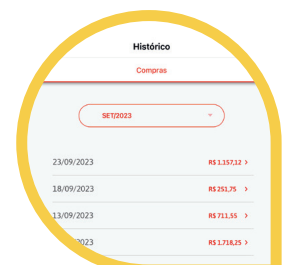 Histórico
Compras
SET/2023
23/09/2023 R$ 1.157,12 >
18/09/2023 R$ 251,75 >
13/09/2023 R$ 711,55 >
2023 R$ 1.718,25 >